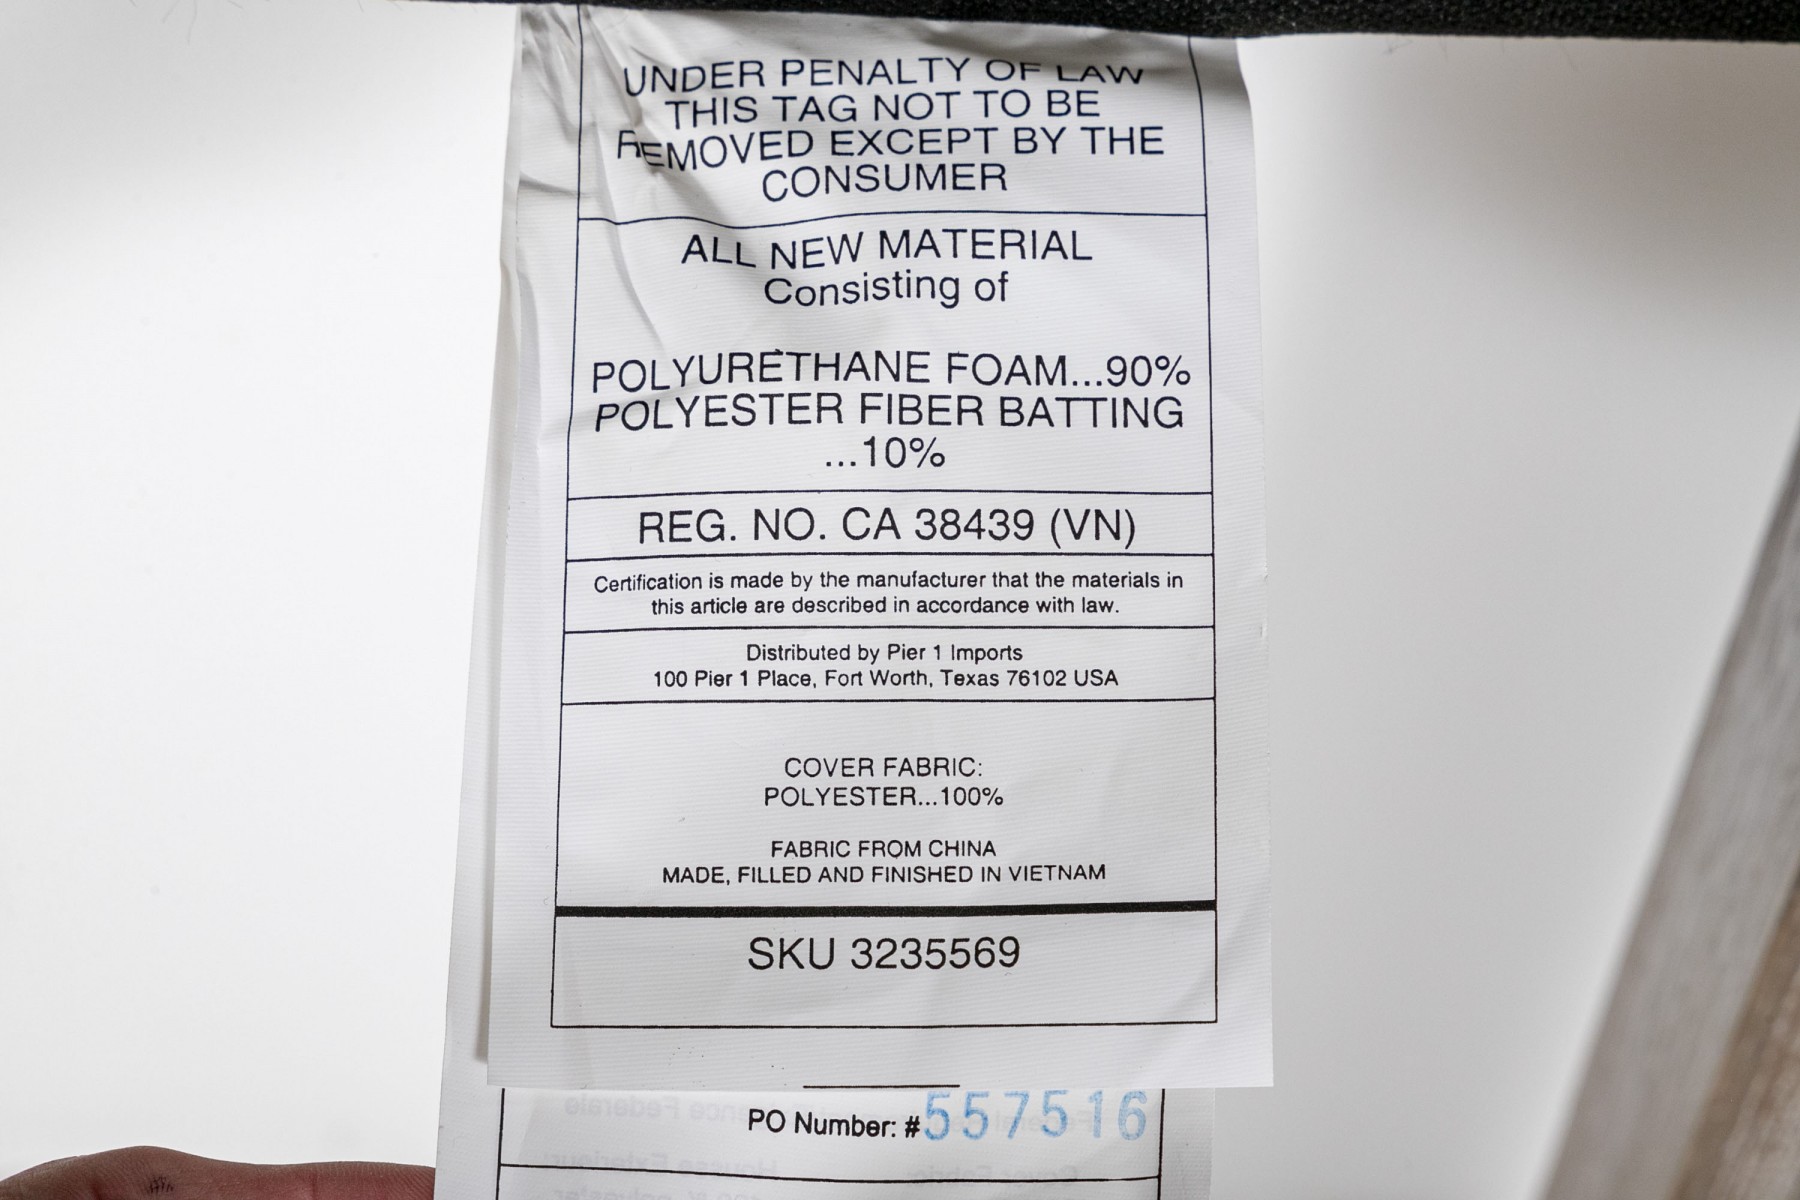 UNDER PENALTY OF LAW
THIS TAG NOT TO BE
REMOVED EXCEPT BY THE
CONSUMER
ALL NEW MATERIAL
Consisting of
POLYURETHANE FOAM...90%
POLYESTER FIBER BATTING
...10%
REG. NO. CA 38439 (VN)
Certification is made by the manufacturer that the materials in
this article are described in accordance with law.
Distributed by Pier 1 Imports
100 Pier 1 Place, Fort Worth, Texas 76102 USA
COVER FABRIC:
POLYESTER...100%
FABRIC FROM CHINA
MADE, FILLED AND FINISHED IN VIETNAM
SKU 3235569
PO Number: #557516